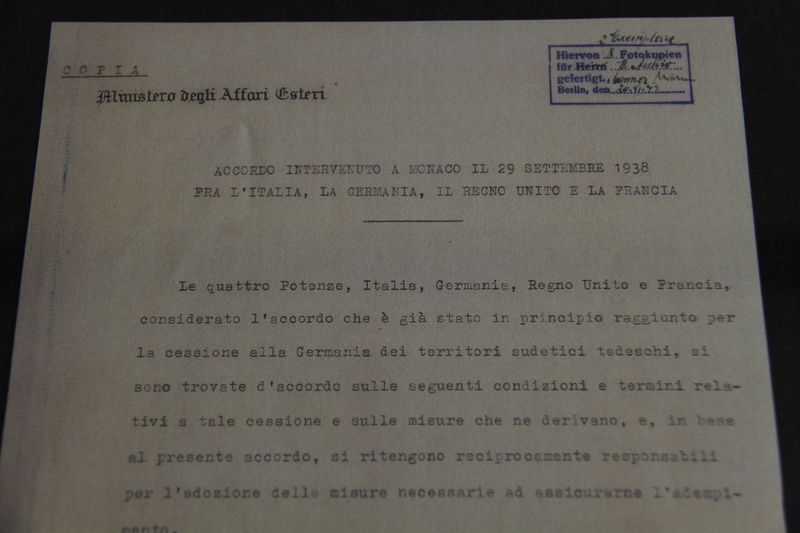 COPIA
Ministero degli Affari Esteri
2 Exemplare
Hiervon 8 Fotokopien
für Herrn
gefertigt.
Berlin, den
ACCORDO INTERVENUTO A MONACO IL 29 SETTEMBRE 1938
FRA L'ITALIA, LA GERMANIA, IL REGNO UNITO E LA FRANCIA
Le quattro Potenze, Italia, Germania, Regno Unito e Francia,
considerato l'accordo che è già stato in principio raggiunto per
la cessione alla Germania dei territori sudetici tedeschi, si
sono trovate d'accordo sulle seguenti condizioni e termini rela-
tivi a tale cessione e sulle misure che ne derivano, e, in base
al presente accordo, si ritengono reciprocamente responsabili
per l'adozione delle misure necessarie ad assicurarne l'adempi-
mento.